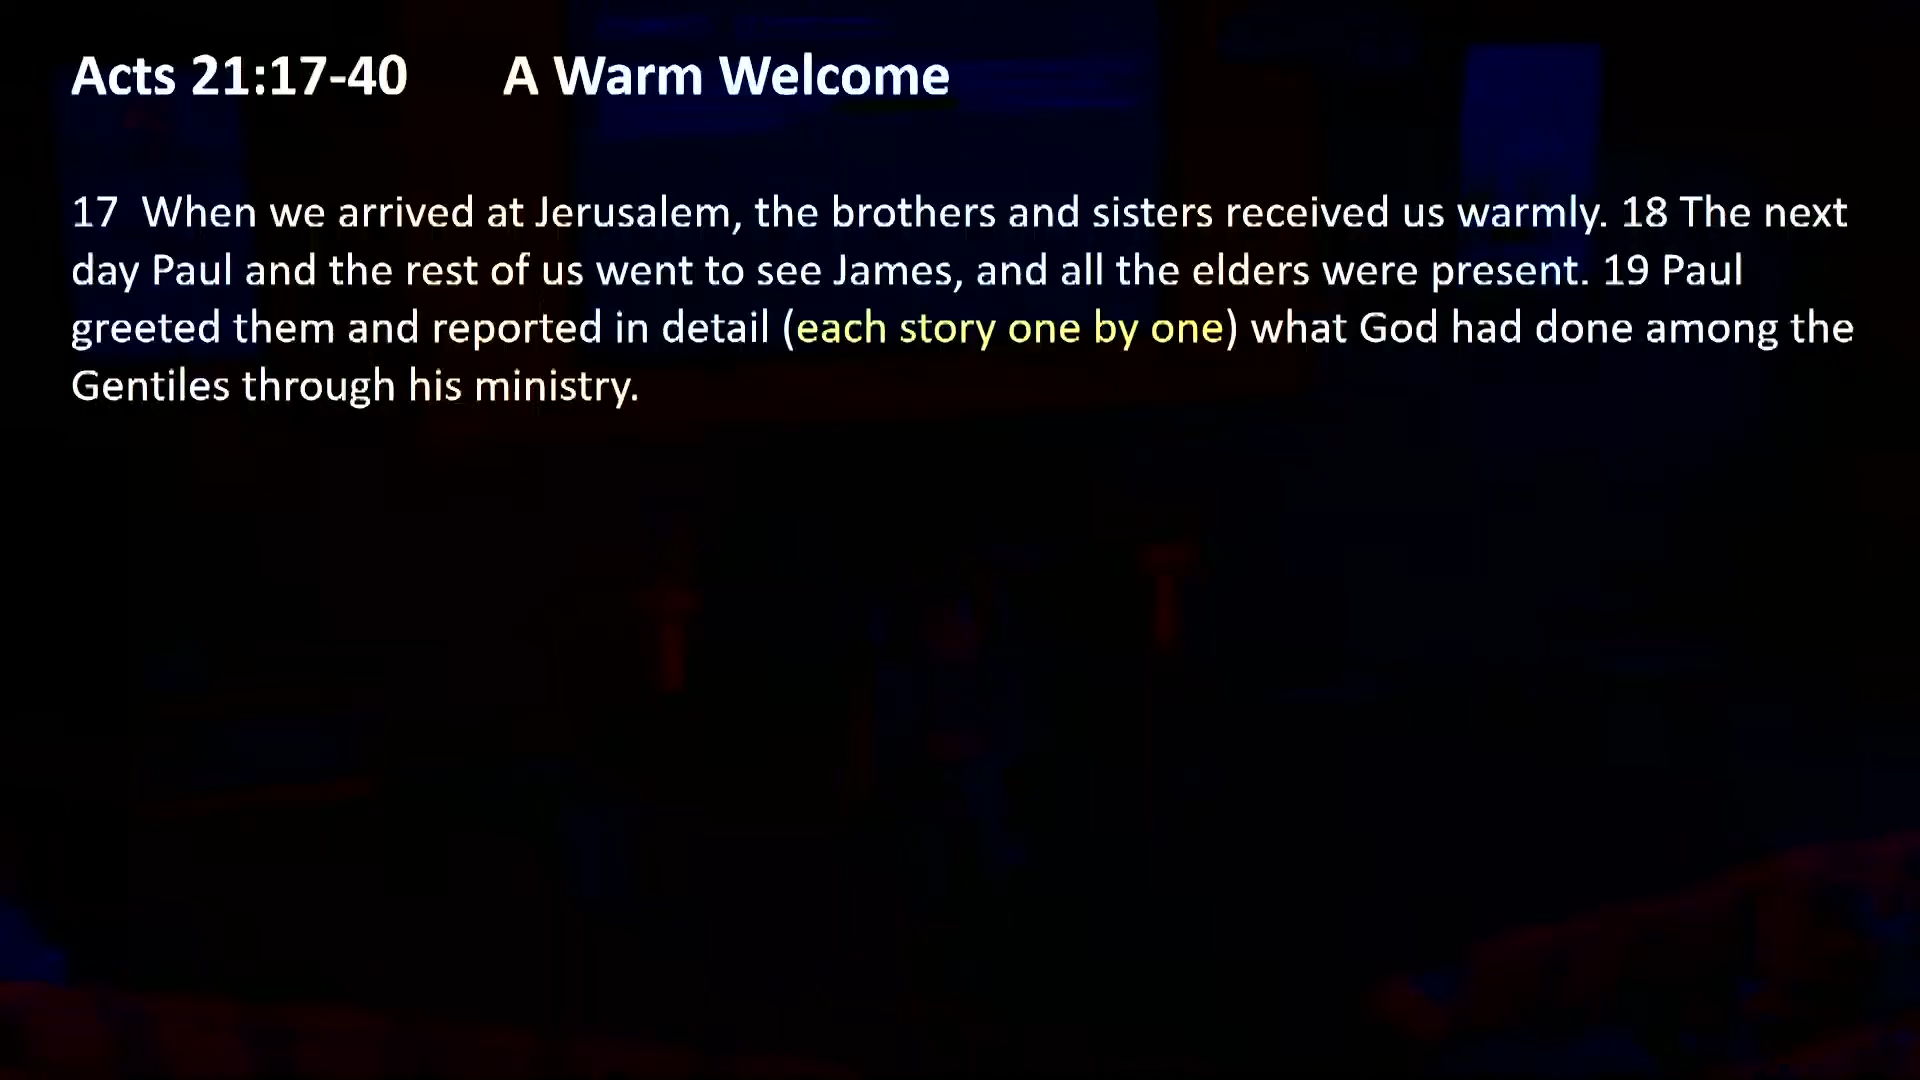 Acts 21:17-40 A Warm Welcome
17 When we arrived at Jerusalem, the brothers and sisters received us warmly. 18 The next
day Paul and the rest of us went to see James, and all the elders were present. 19 Paul
greeted them and reported in detail (each story one by one) what God had done among the
Gentiles through his ministry.